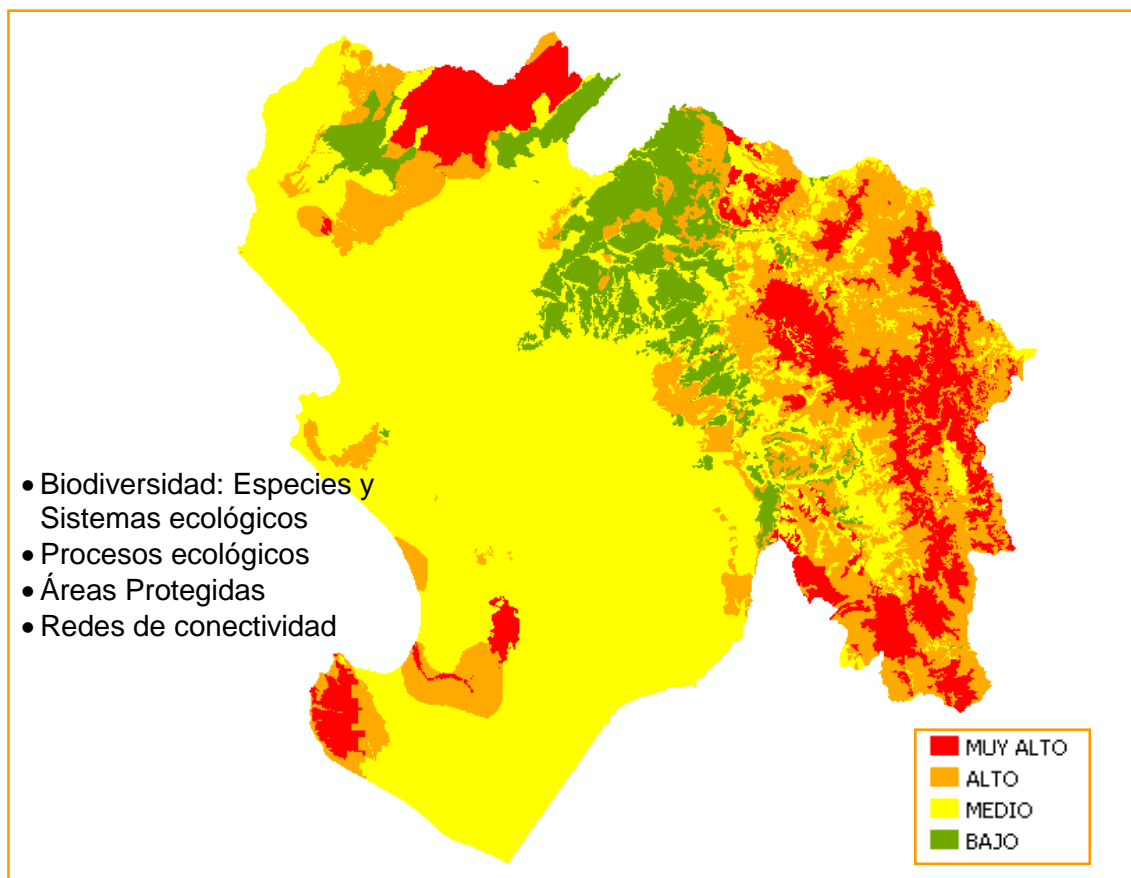 • Biodiversidad: Especies y
Sistemas ecológicos
• Procesos ecológicos
• Áreas Protegidas
• Redes de conectividad
MUY ALTO
ALTO
MEDIO
BAJO